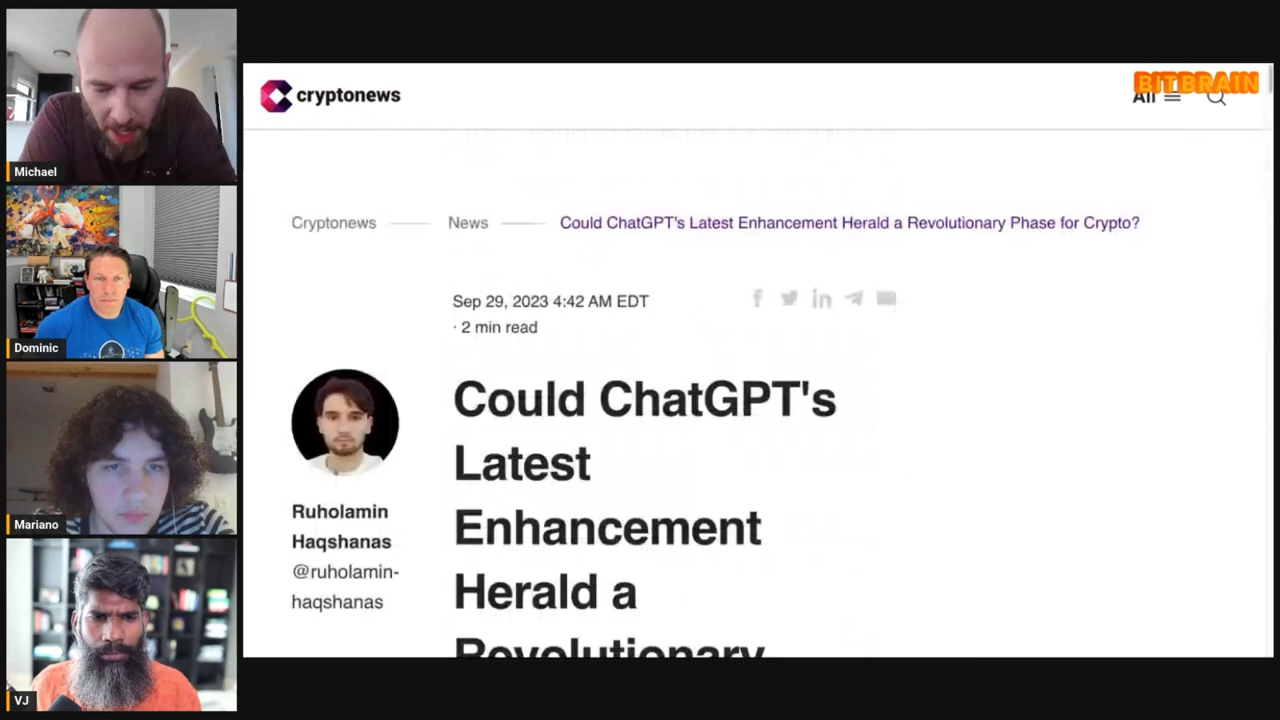 Michael
Dominic
Mariano
VJ
cryptonews
BITBRAIN
All
Cryptonews
News
Could ChatGPT's Latest Enhancement Herald a Revolutionary Phase for Crypto?
Sep 29, 2023 4:42 AM EDT
· 2 min read
Could ChatGPT's
Latest
Enhancement
Herald a
Revolutionary
Ruholamin
Haqshanas
@ruholamin-
haqshanas